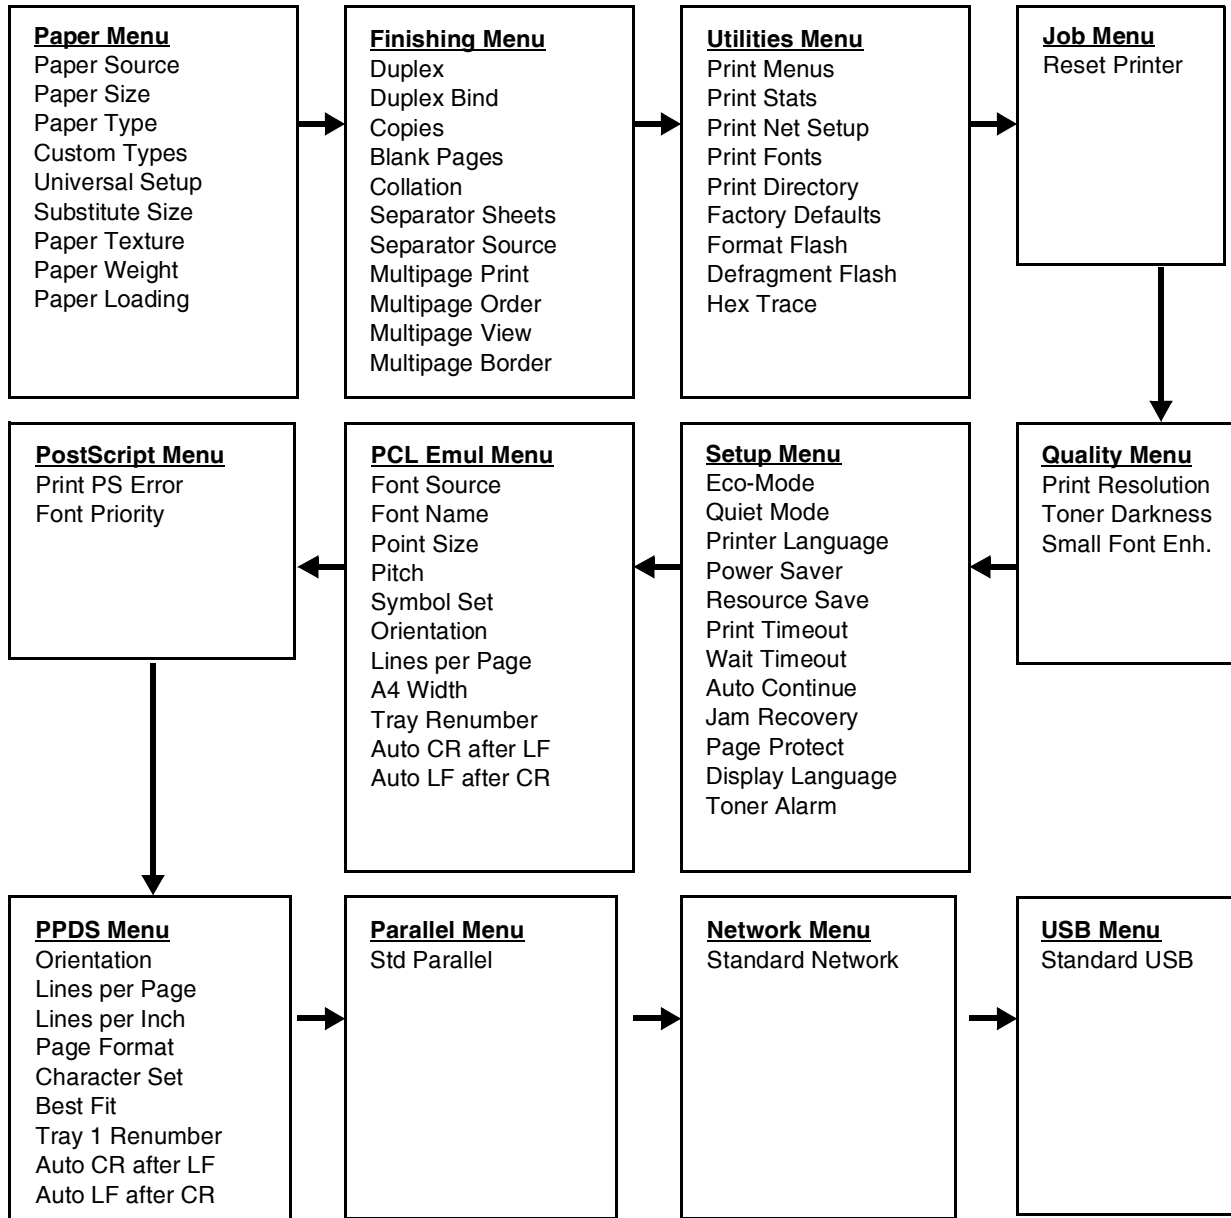 Paper Menu
Paper Source
Paper Size
Paper Type
Custom Types
Universal Setup
Substitute Size
Paper Texture
Paper Weight
Paper Loading
Finishing Menu
Duplex
Duplex Bind
Copies
Blank Pages
Collation
Separator Sheets
Separator Source
Multipage Print
Multipage Order
Multipage View
Multipage Border
Utilities Menu
Print Menus
Print Stats
Print Net Setup
Print Fonts
Print Directory
Factory Defaults
Format Flash
Defragment Flash
Hex Trace
Job Menu
Reset Printer
PostScript Menu
Print PS Error
Font Priority
PCL Emul Menu
Font Source
Font Name
Point Size
Pitch
Symbol Set
Orientation
Lines per Page
A4 Width
Tray Renumber
Auto CR after LF
Auto LF after CR
Setup Menu
Eco-Mode
Quiet Mode
Printer Language
Power Saver
Resource Save
Print Timeout
Wait Timeout
Auto Continue
Jam Recovery
Page Protect
Display Language
Toner Alarm
Quality Menu
Print Resolution
Toner Darkness
Small Font Enh.
PPDS Menu
Orientation
Lines per Page
Lines per Inch
Page Format
Character Set
Best Fit
Tray 1 Renumber
Auto CR after LF
Auto LF after CR
Parallel Menu
Std Parallel
Network Menu
Standard Network
USB Menu
Standard USB